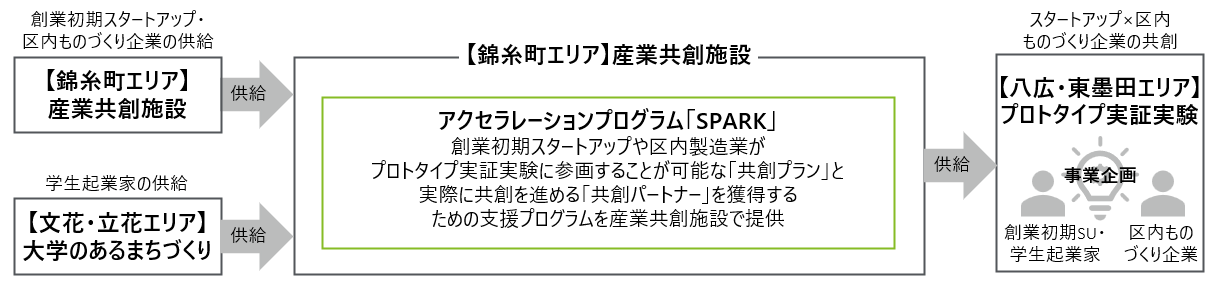 創業初期スタートアップ・
区内ものづくり企業の供給
【錦糸町エリア】
産業共創施設
供給
学生起業家の供給
【文花・立花エリア】
大学のあるまちづくり
供給
【錦糸町エリア】産業共創施設
アクセラレーションプログラム「SPARK」
創業初期スタートアップや区内製造業が
プロトタイプ実証実験に参画することが可能な「共創プラン」と
実際に共創を進める「共創パートナー」を獲得する
ための支援プログラムを産業共創施設で提供
供給
スタートアップ×区内
ものづくり企業の共創
【八広・東墨田エリア】
プロトタイプ実証実験
事業企画
創業初期SU・
学生起業家
区内もの
づくり企業